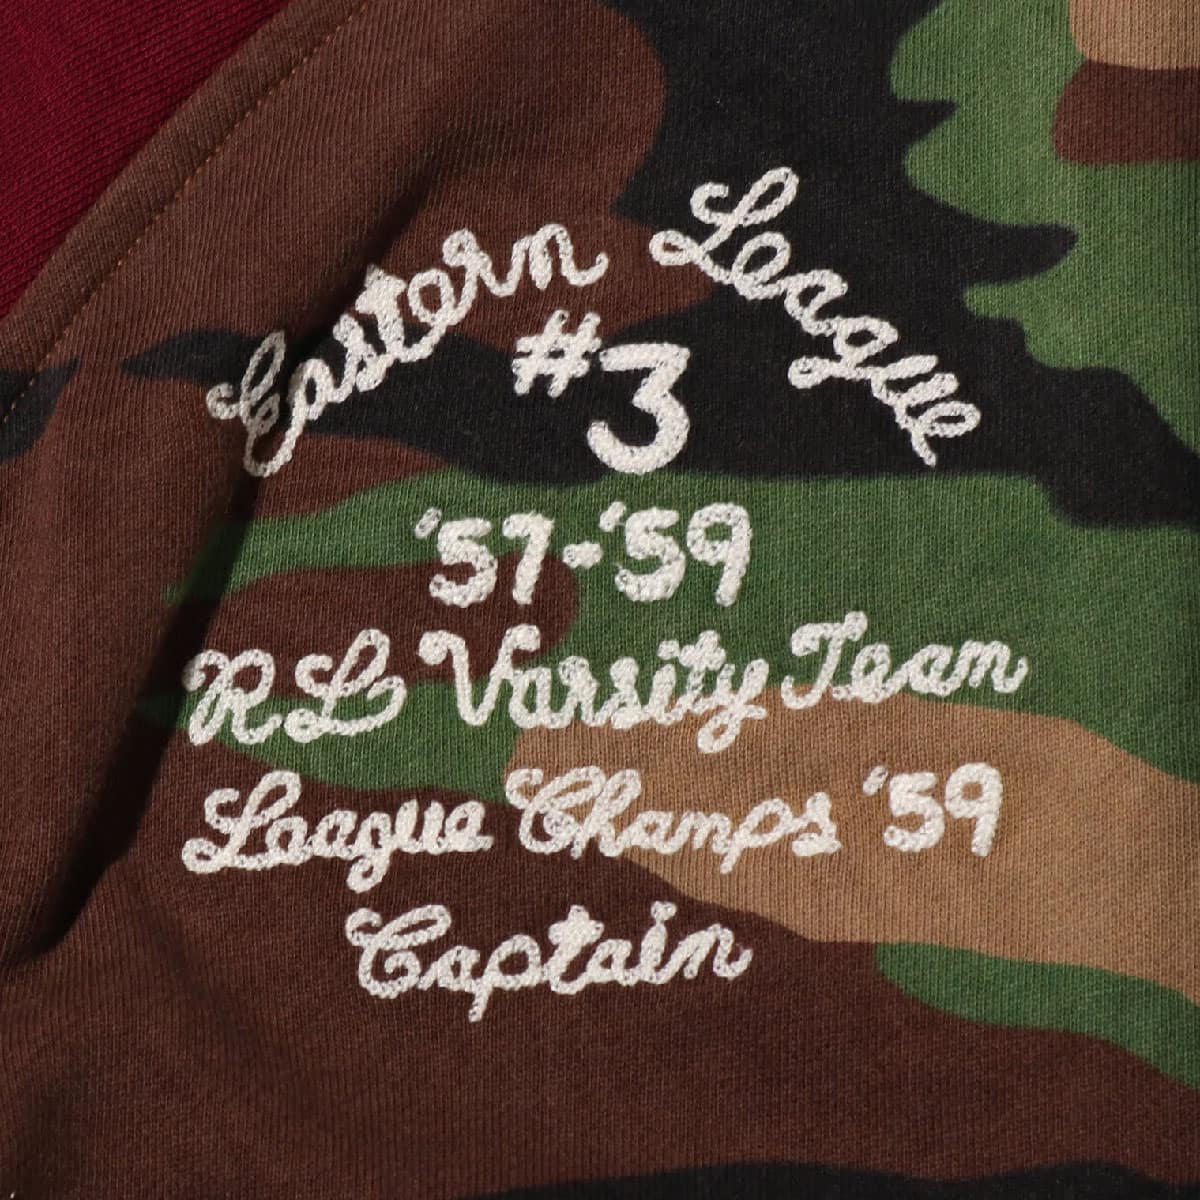 Eastern League
#3
'57-'59
RL Varsity Team
League Champs '59
Captain